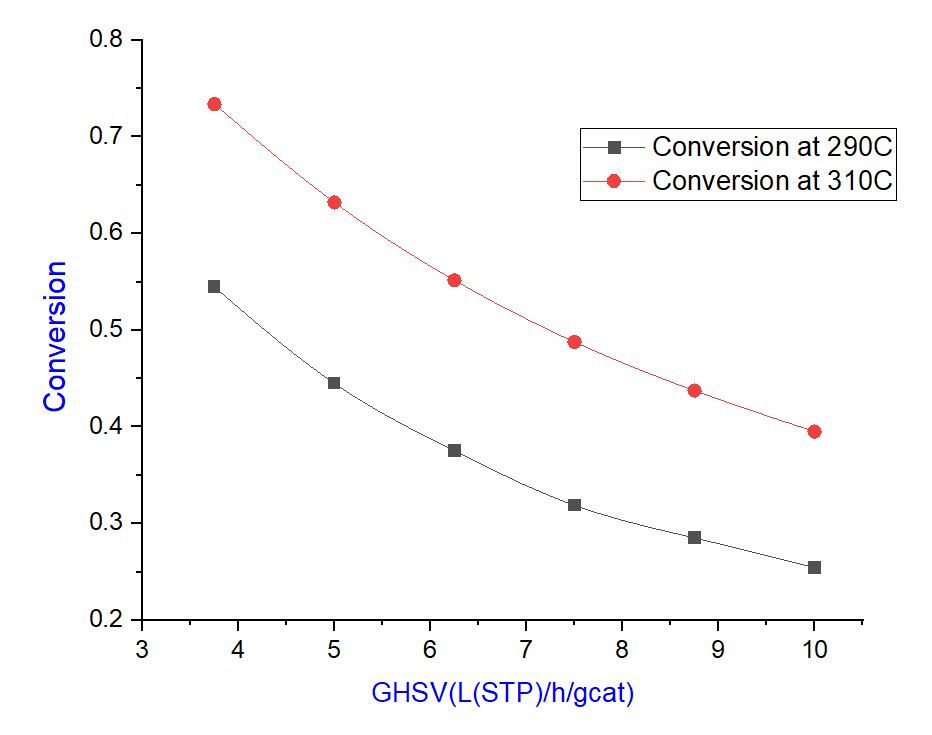 0.8
0.7
0.6
0.5
0.4
0.3
0.2
Conversion
Conversion at 290C
Conversion at 310C
3 4 5 6 7 8 9 10
GHSV(L(STP)/h/gcat)